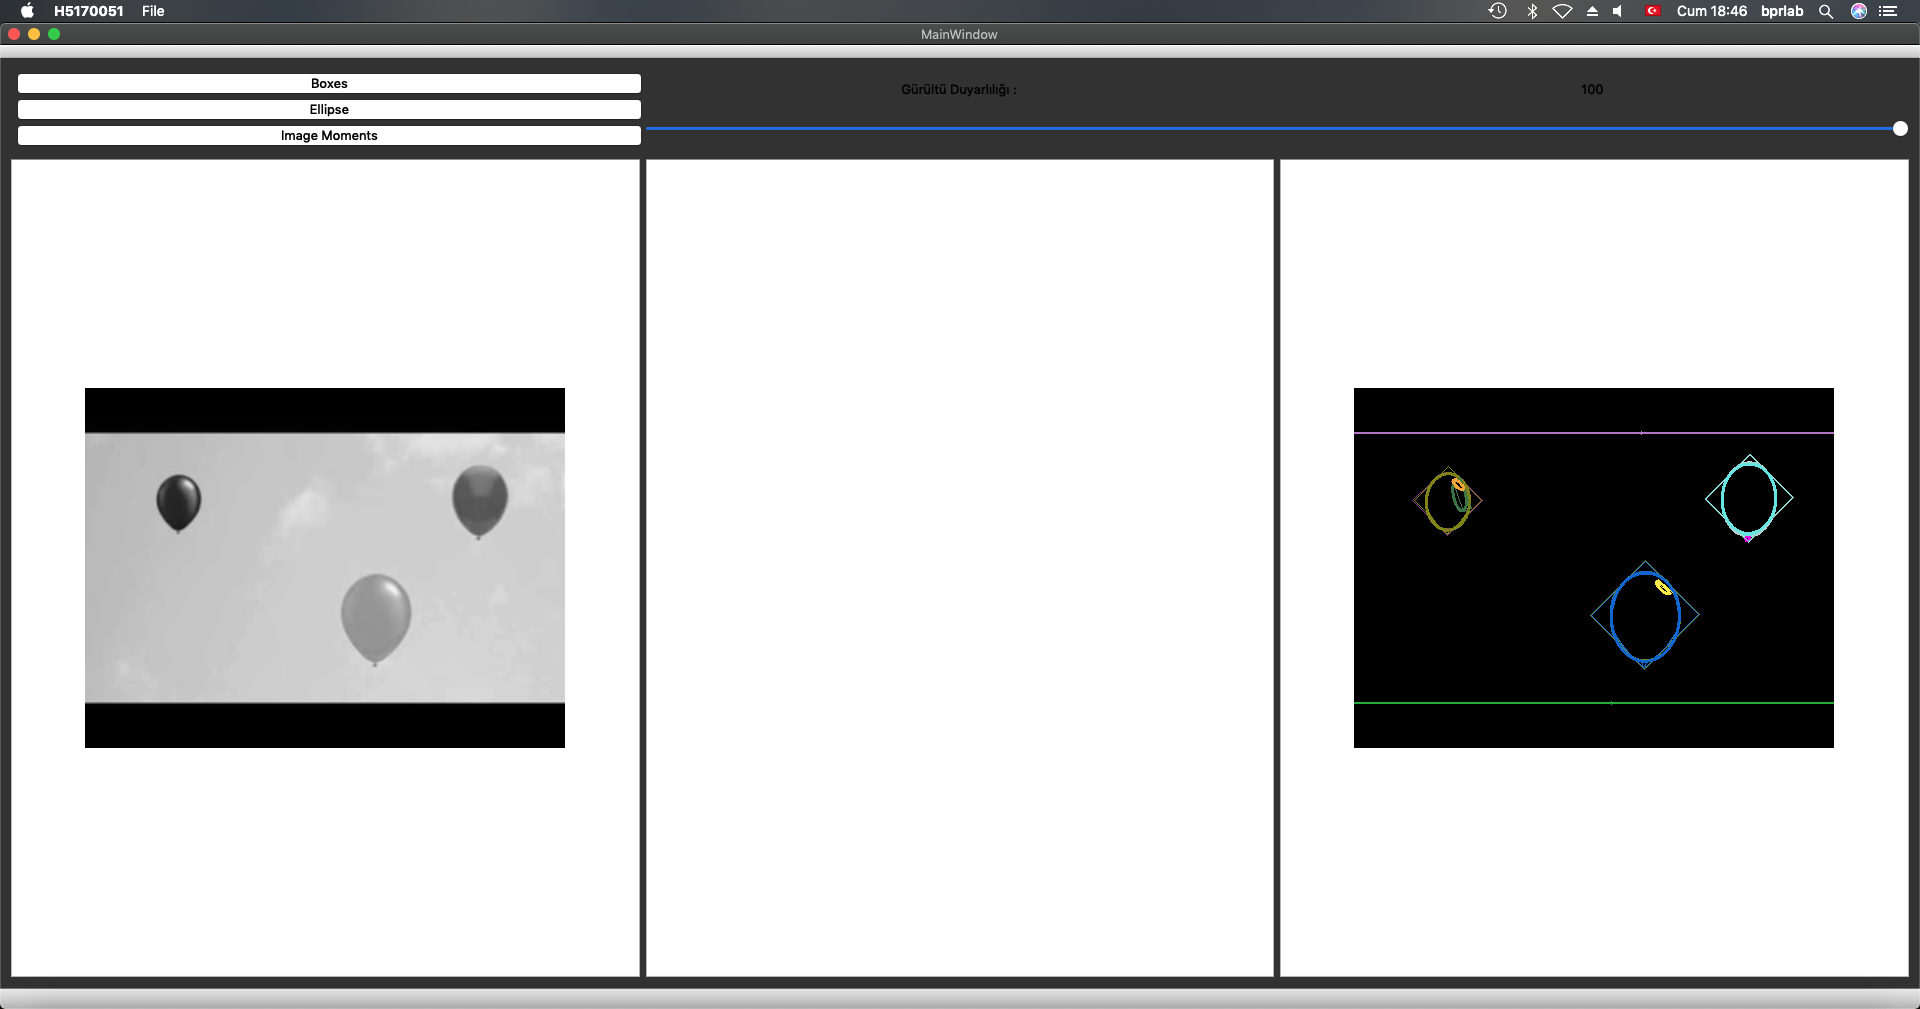 H5170051 File Cum 18:46 bprlab
MainWindow
Boxes
Ellipse
Image Moments
Gürültü Duyarlılığı : 100